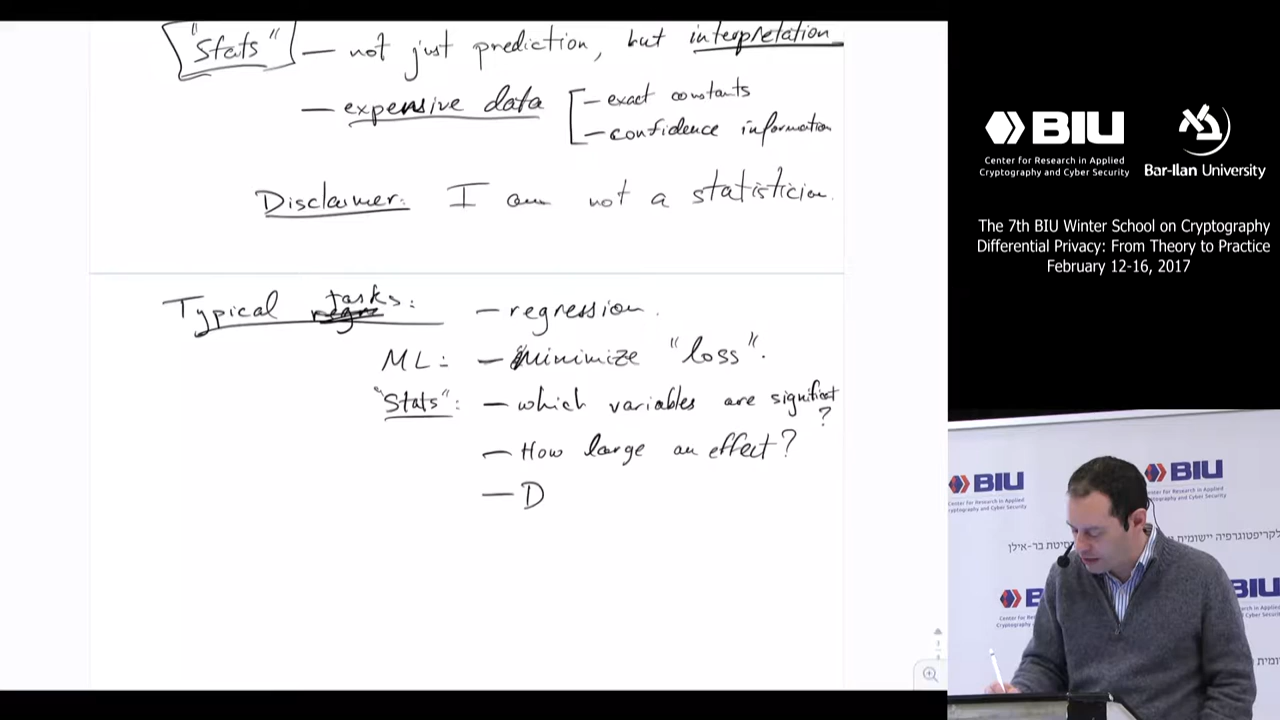 "Stats" — not just prediction, but interpretation
— expensive data
— exact constants
— confidence information
Disclaimer: I am not a statistician.
Typical tasks: — regression.
ML: — Minimize "loss".
"Stats": — which variables are significant?
— How large an effect?
— D
BIU
Center for Research in Applied
Cryptography and Cyber Security
Bar-Ilan University
The 7th BIU Winter School on Cryptography
Differential Privacy: From Theory to Practice
February 12-16, 2017
BIU
BIU